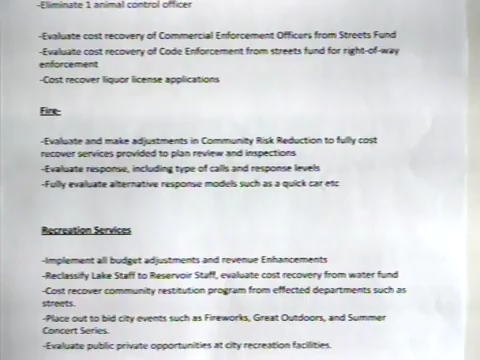 -Eliminate 1 animal control officer
-Evaluate cost recovery of Commercial Enforcement Officers from Streets Fund
-Evaluate cost recovery of Code Enforcement from streets fund for right-of-way
enforcement
-Cost recover liquor license applications
Fire-
-Evaluate and make adjustments in Community Risk Reduction to fully cost
recover services provided to plan review and inspections
-Evaluate response, including type of calls and response levels
-Fully evaluate alternative response models such as a quick car etc
Recreation Services
-Implement all budget adjustments and revenue Enhancements
-Reclassify Lake Staff to Reservoir Staff, evaluate cost recovery from water fund
-Cost recover community restitution program from effected departments such as
streets.
-Place out to bid city events such as Fireworks, Great Outdoors, and Summer
Concert Series.
-Evaluate public private opportunities at city recreation facilities.